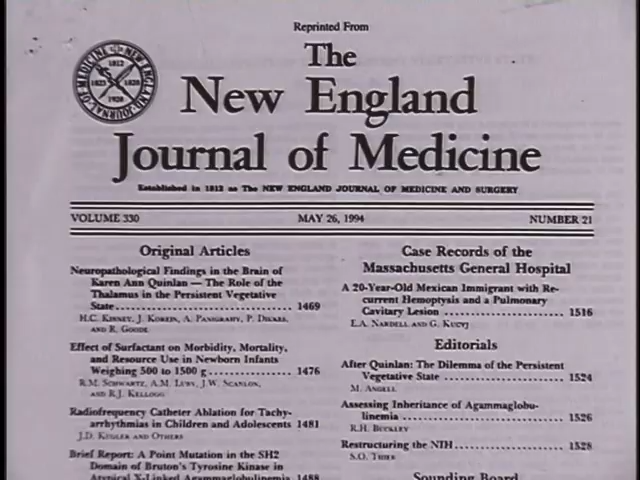 Reprinted From
The
New England
Journal of Medicine
Established in 1812 as The NEW ENGLAND JOURNAL OF MEDICINE AND SURGERY
VOLUME 330 MAY 26, 1994 NUMBER 21
Original Articles
Neuropathological Findings in the Brain of
Karen Ann Quinlan — The Role of the
Thalamus in the Persistent Vegetative
State 1469
H.C. Kinney, J. Korein, A. Panigrahy, P. Dikkes,
and R. Goode
Effect of Surfactant on Morbidity, Mortality,
and Resource Use in Newborn Infants
Weighing 500 to 1500 g 1476
R.M. Schwartz, A.M. Luby, J.W. Scanlon,
and R.J. Kellogg
Radiofrequency Catheter Ablation for Tachy-
arrhythmias in Children and Adolescents 1481
J.D. Kugler and Others
Brief Report: A Point Mutation in the SH2
Domain of Bruton's Tyrosine Kinase in
Atypical X-Linked Agammaglobulinemia 1488
Case Records of the
Massachusetts General Hospital
A 20-Year-Old Mexican Immigrant with Re-
current Hemoptysis and a Pulmonary
Cavitary Lesion 1516
E.A. Nardell and G.
Editorials
After Quinlan: The Dilemma of the Persistent
Vegetative State 1524
M. Angell
Assessing Inheritance of Agammaglobu-
linemia 1526
R.H. Buckley
Restructuring the NIH 1528
S.O. Thier
Sounding Board